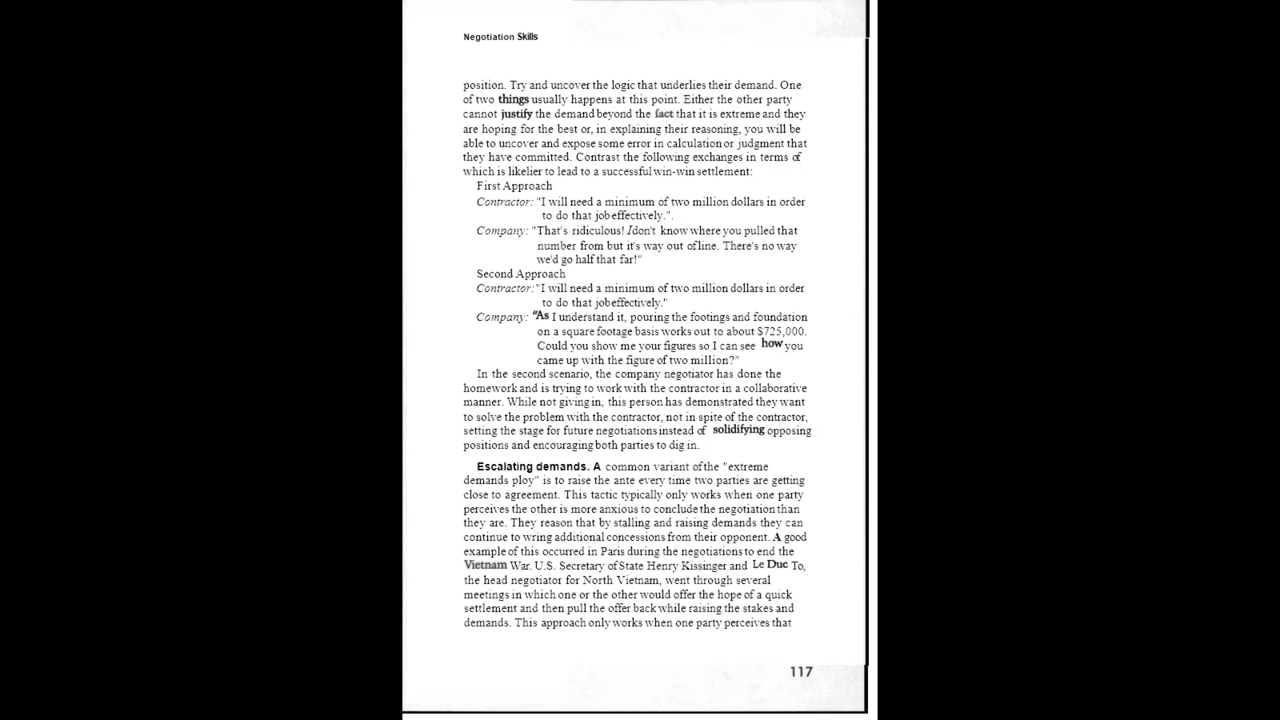 Negotiation Skills
position. Try and uncover the logic that underlies their demand. One
of two things usually happens at this point. Either the other party
cannot justify the demand beyond the fact that it is extreme and they
are hoping for the best or, in explaining their reasoning, you will be
able to uncover and expose some error in calculation or judgment that
they have committed. Contrast the following exchanges in terms of
which is likelier to lead to a successful win-win settlement:
First Approach
Contractor: "I will need a minimum of two million dollars in order
to do that job effectively.".
Company: "That's ridiculous! I don't know where you pulled that
number from but it's way out of line. There's no way
we'd go half that far!"
Second Approach
Contractor: "I will need a minimum of two million dollars in order
to do that job effectively."
Company: "As I understand it, pouring the footings and foundation
on a square footage basis works out to about $725,000.
Could you show me your figures so I can see how you
came up with the figure of two million?"
In the second scenario, the company negotiator has done the
homework and is trying to work with the contractor in a collaborative
manner. While not giving in, this person has demonstrated they want
to solve the problem with the contractor, not in spite of the contractor,
setting the stage for future negotiations instead of solidifying opposing
positions and encouraging both parties to dig in.
Escalating demands. A common variant of the "extreme
demands ploy" is to raise the ante every time two parties are getting
close to agreement. This tactic typically only works when one party
perceives the other is more anxious to conclude the negotiation than
they are. They reason that by stalling and raising demands they can
continue to wring additional concessions from their opponent. A good
example of this occurred in Paris during the negotiations to end the
Vietnam War. U.S. Secretary of State Henry Kissinger and Le Duc To,
the head negotiator for North Vietnam, went through several
meetings in which one or the other would offer the hope of a quick
settlement and then pull the offer back while raising the stakes and
demands. This approach only works when one party perceives that
117